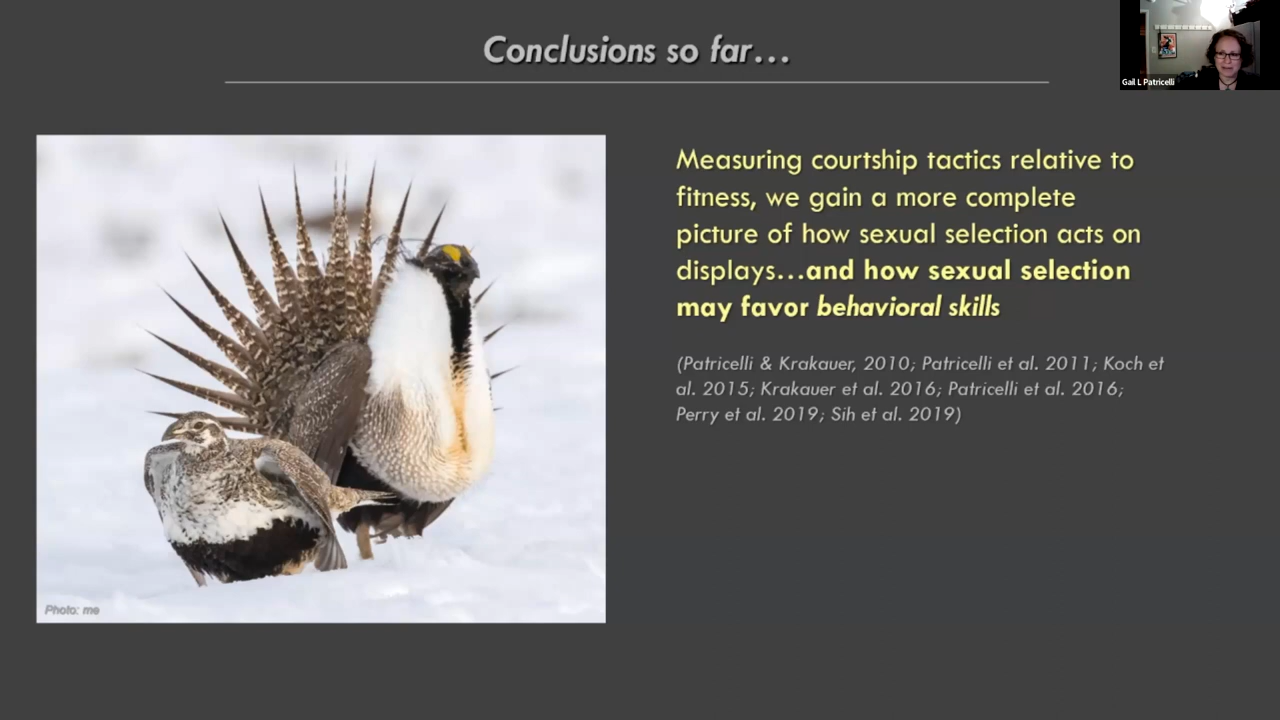 Conclusions so far…
Gail L Patricelli
Measuring courtship tactics relative to
fitness, we gain a more complete
picture of how sexual selection acts on
displays…and how sexual selection
may favor behavioral skills
(Patricelli & Krakauer, 2010; Patricelli et al. 2011; Koch et
al. 2015; Krakauer et al. 2016; Patricelli et al. 2016;
Perry et al. 2019; Sih et al. 2019)
Photo: me